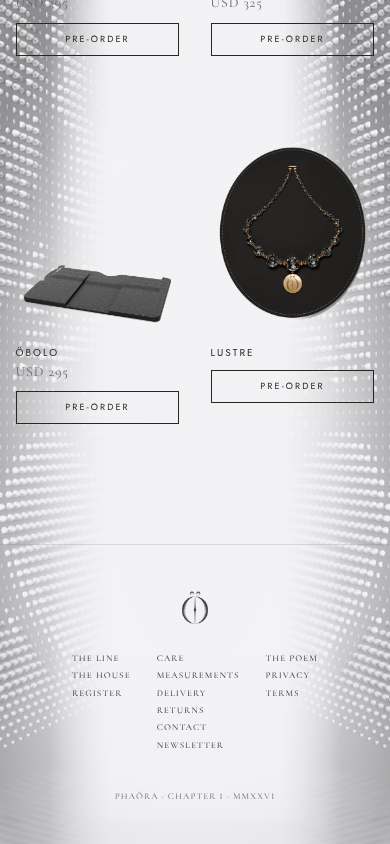 USD 325
PRE-ORDER
PRE-ORDER
ÖBOLO
USD 295
PRE-ORDER
LUSTRE
PRE-ORDER
THE LINE
THE HOUSE
REGISTER
CARE
MEASUREMENTS
DELIVERY
RETURNS
CONTACT
NEWSLETTER
THE POEM
PRIVACY
TERMS
PHAÖRA · CHAPTER I · MMXXVI